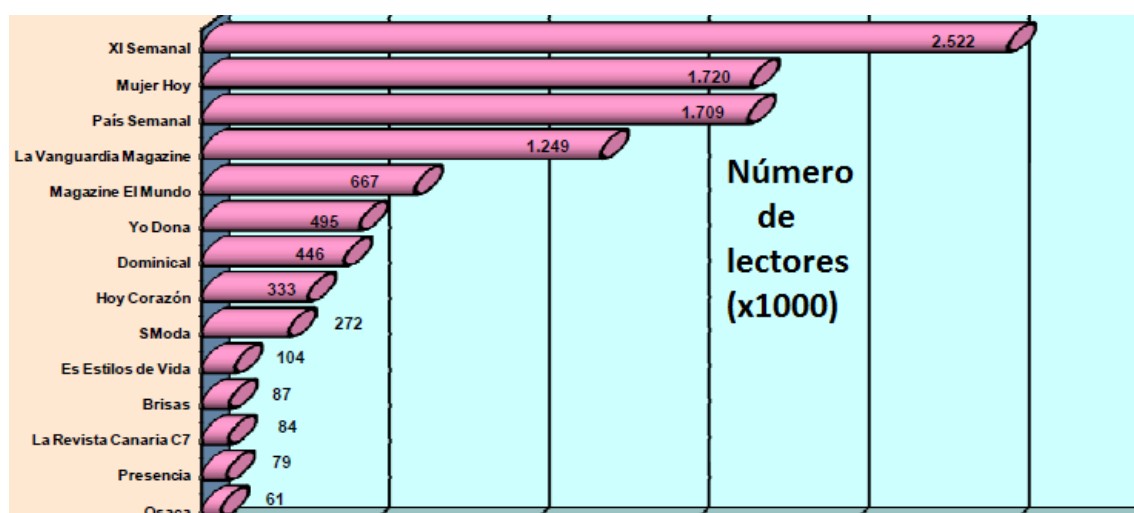 XI Semanal 2.522
Mujer Hoy 1.720
País Semanal 1.709
La Vanguardia Magazine 1.249
Magazine El Mundo 667
Yo Dona 495
Dominical 446
Hoy Corazón 333
SModa 272
Es Estilos de Vida 104
Brisas 87
La Revista Canaria C7 84
Presencia 79
61
Número
de
lectores
(x1000)